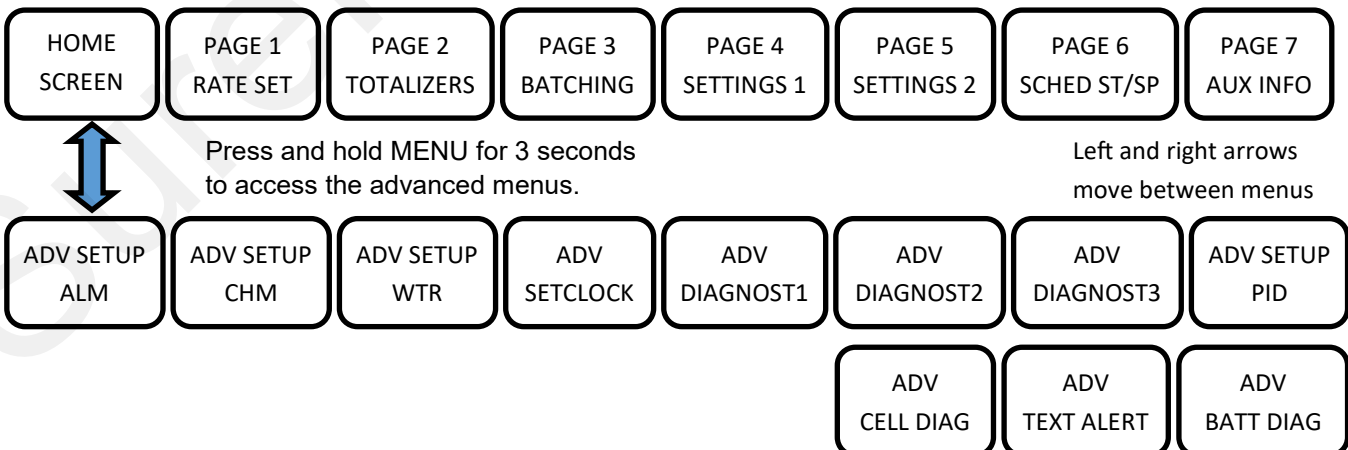 HOME
SCREEN
PAGE 1
RATE SET
PAGE 2
TOTALIZERS
PAGE 3
BATCHING
PAGE 4
SETTINGS 1
PAGE 5
SETTINGS 2
PAGE 6
SCHED ST/SP
PAGE 7
AUX INFO
Press and hold MENU for 3 seconds
to access the advanced menus.
Left and right arrows
move between menus
ADV SETUP
ALM
ADV SETUP
CHM
ADV SETUP
WTR
ADV
SETCLOCK
ADV
DIAGNOST1
ADV
DIAGNOST2
ADV
DIAGNOST3
ADV SETUP
PID
ADV
CELL DIAG
ADV
TEXT ALERT
ADV
BATT DIAG